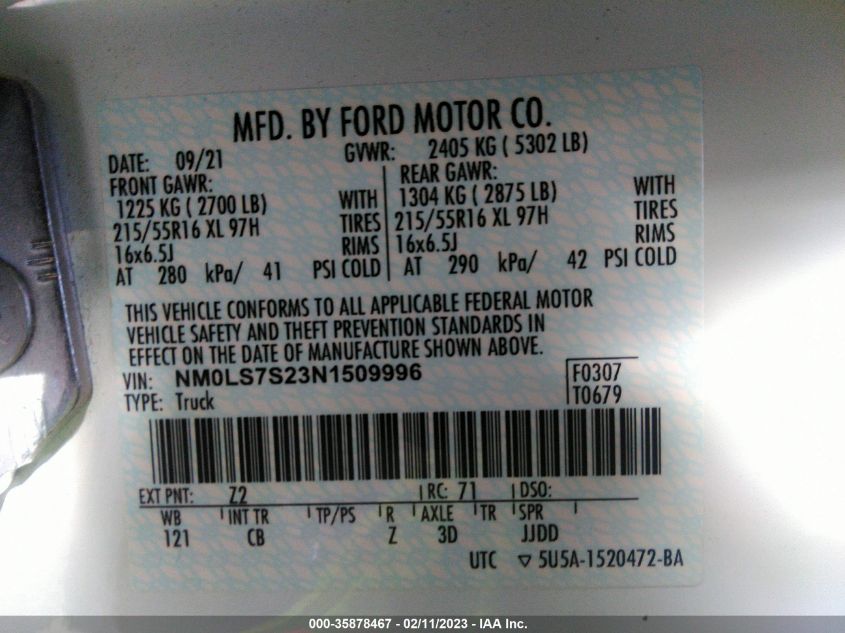 MFD. BY FORD MOTOR CO.
DATE: 09/21 GVWR: 2405 KG ( 5302 LB)
FRONT GAWR: REAR GAWR:
1225 KG ( 2700 LB) WITH 1304 KG ( 2875 LB) WITH
215/55R16 XL 97H TIRES 215/55R16 XL 97H TIRES
16x6.5J RIMS 16x6.5J RIMS
AT 280 kPa/ 41 PSI COLD AT 290 kPa/ 42 PSI COLD
THIS VEHICLE CONFORMS TO ALL APPLICABLE FEDERAL MOTOR
VEHICLE SAFETY AND THEFT PREVENTION STANDARDS IN
EFFECT ON THE DATE OF MANUFACTURE SHOWN ABOVE.
VIN: NM0LS7S23N1509996 F0307
TYPE: Truck T0679
EXT PNT: Z2 RC: 71 DSO:
WB INT TR TP/PS R AXLE TR SPR
121 CB Z 3D JJDD
UTC ▽ 5U5A-1520472-BA
000-35878467 - 02/11/2023 - IAA Inc.